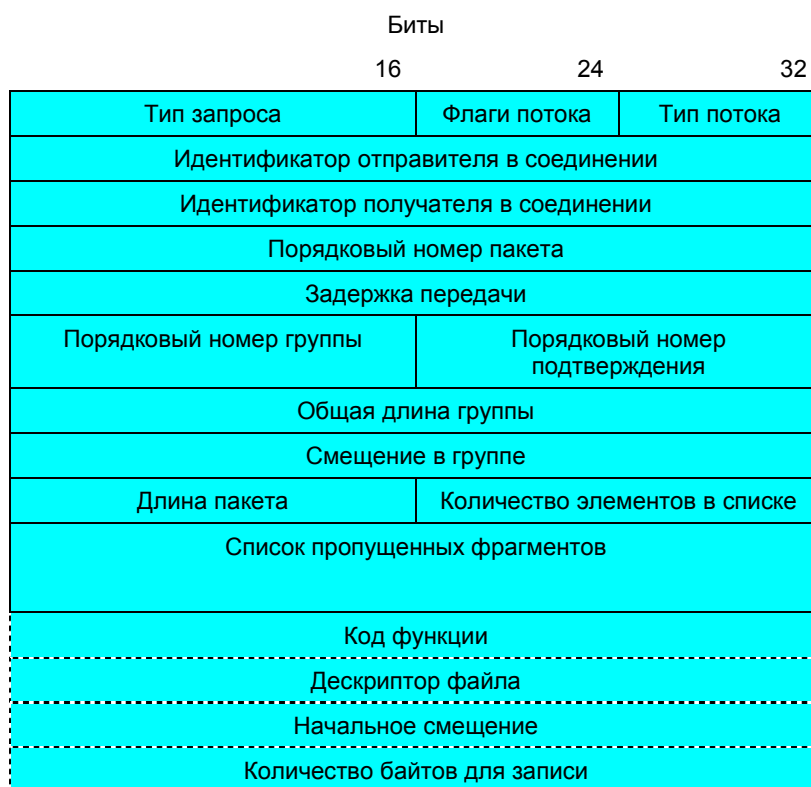 Биты
16 24 32
Тип запроса Флаги потока Тип потока
Идентификатор отправителя в соединении
Идентификатор получателя в соединении
Порядковый номер пакета
Задержка передачи
Порядковый номер группы Порядковый номер
подтверждения
Общая длина группы
Смещение в группе
Длина пакета Количество элементов в списке
Список пропущенных фрагментов
Код функции
Дескриптор файла
Начальное смещение
Количество байтов для записи